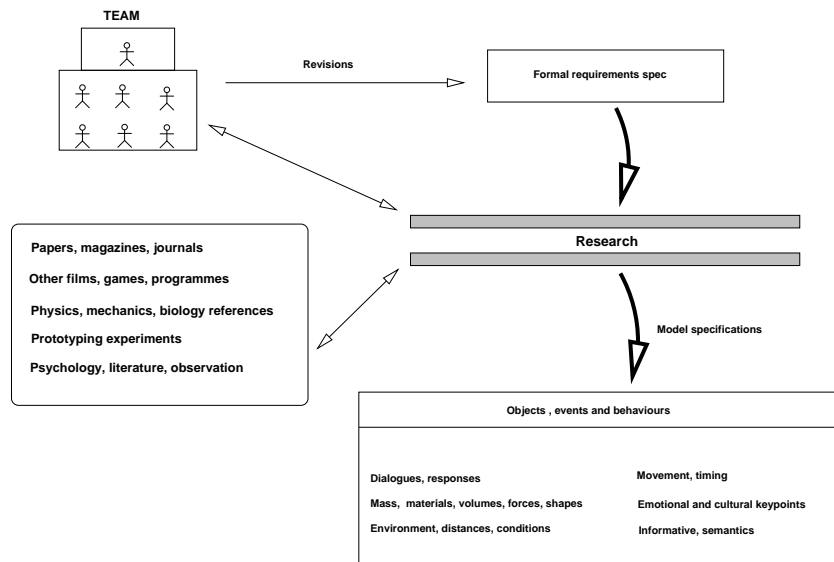 TEAM
Revisions
Formal requirements spec
Research
Papers, magazines, journals
Other films, games, programmes
Physics, mechanics, biology references
Prototyping experiments
Psychology, literature, observation
Model specifications
Objects , events and behaviours
Dialogues, responses
Mass, materials, volumes, forces, shapes
Environment, distances, conditions
Movement, timing
Emotional and cultural keypoints
Informative, semantics